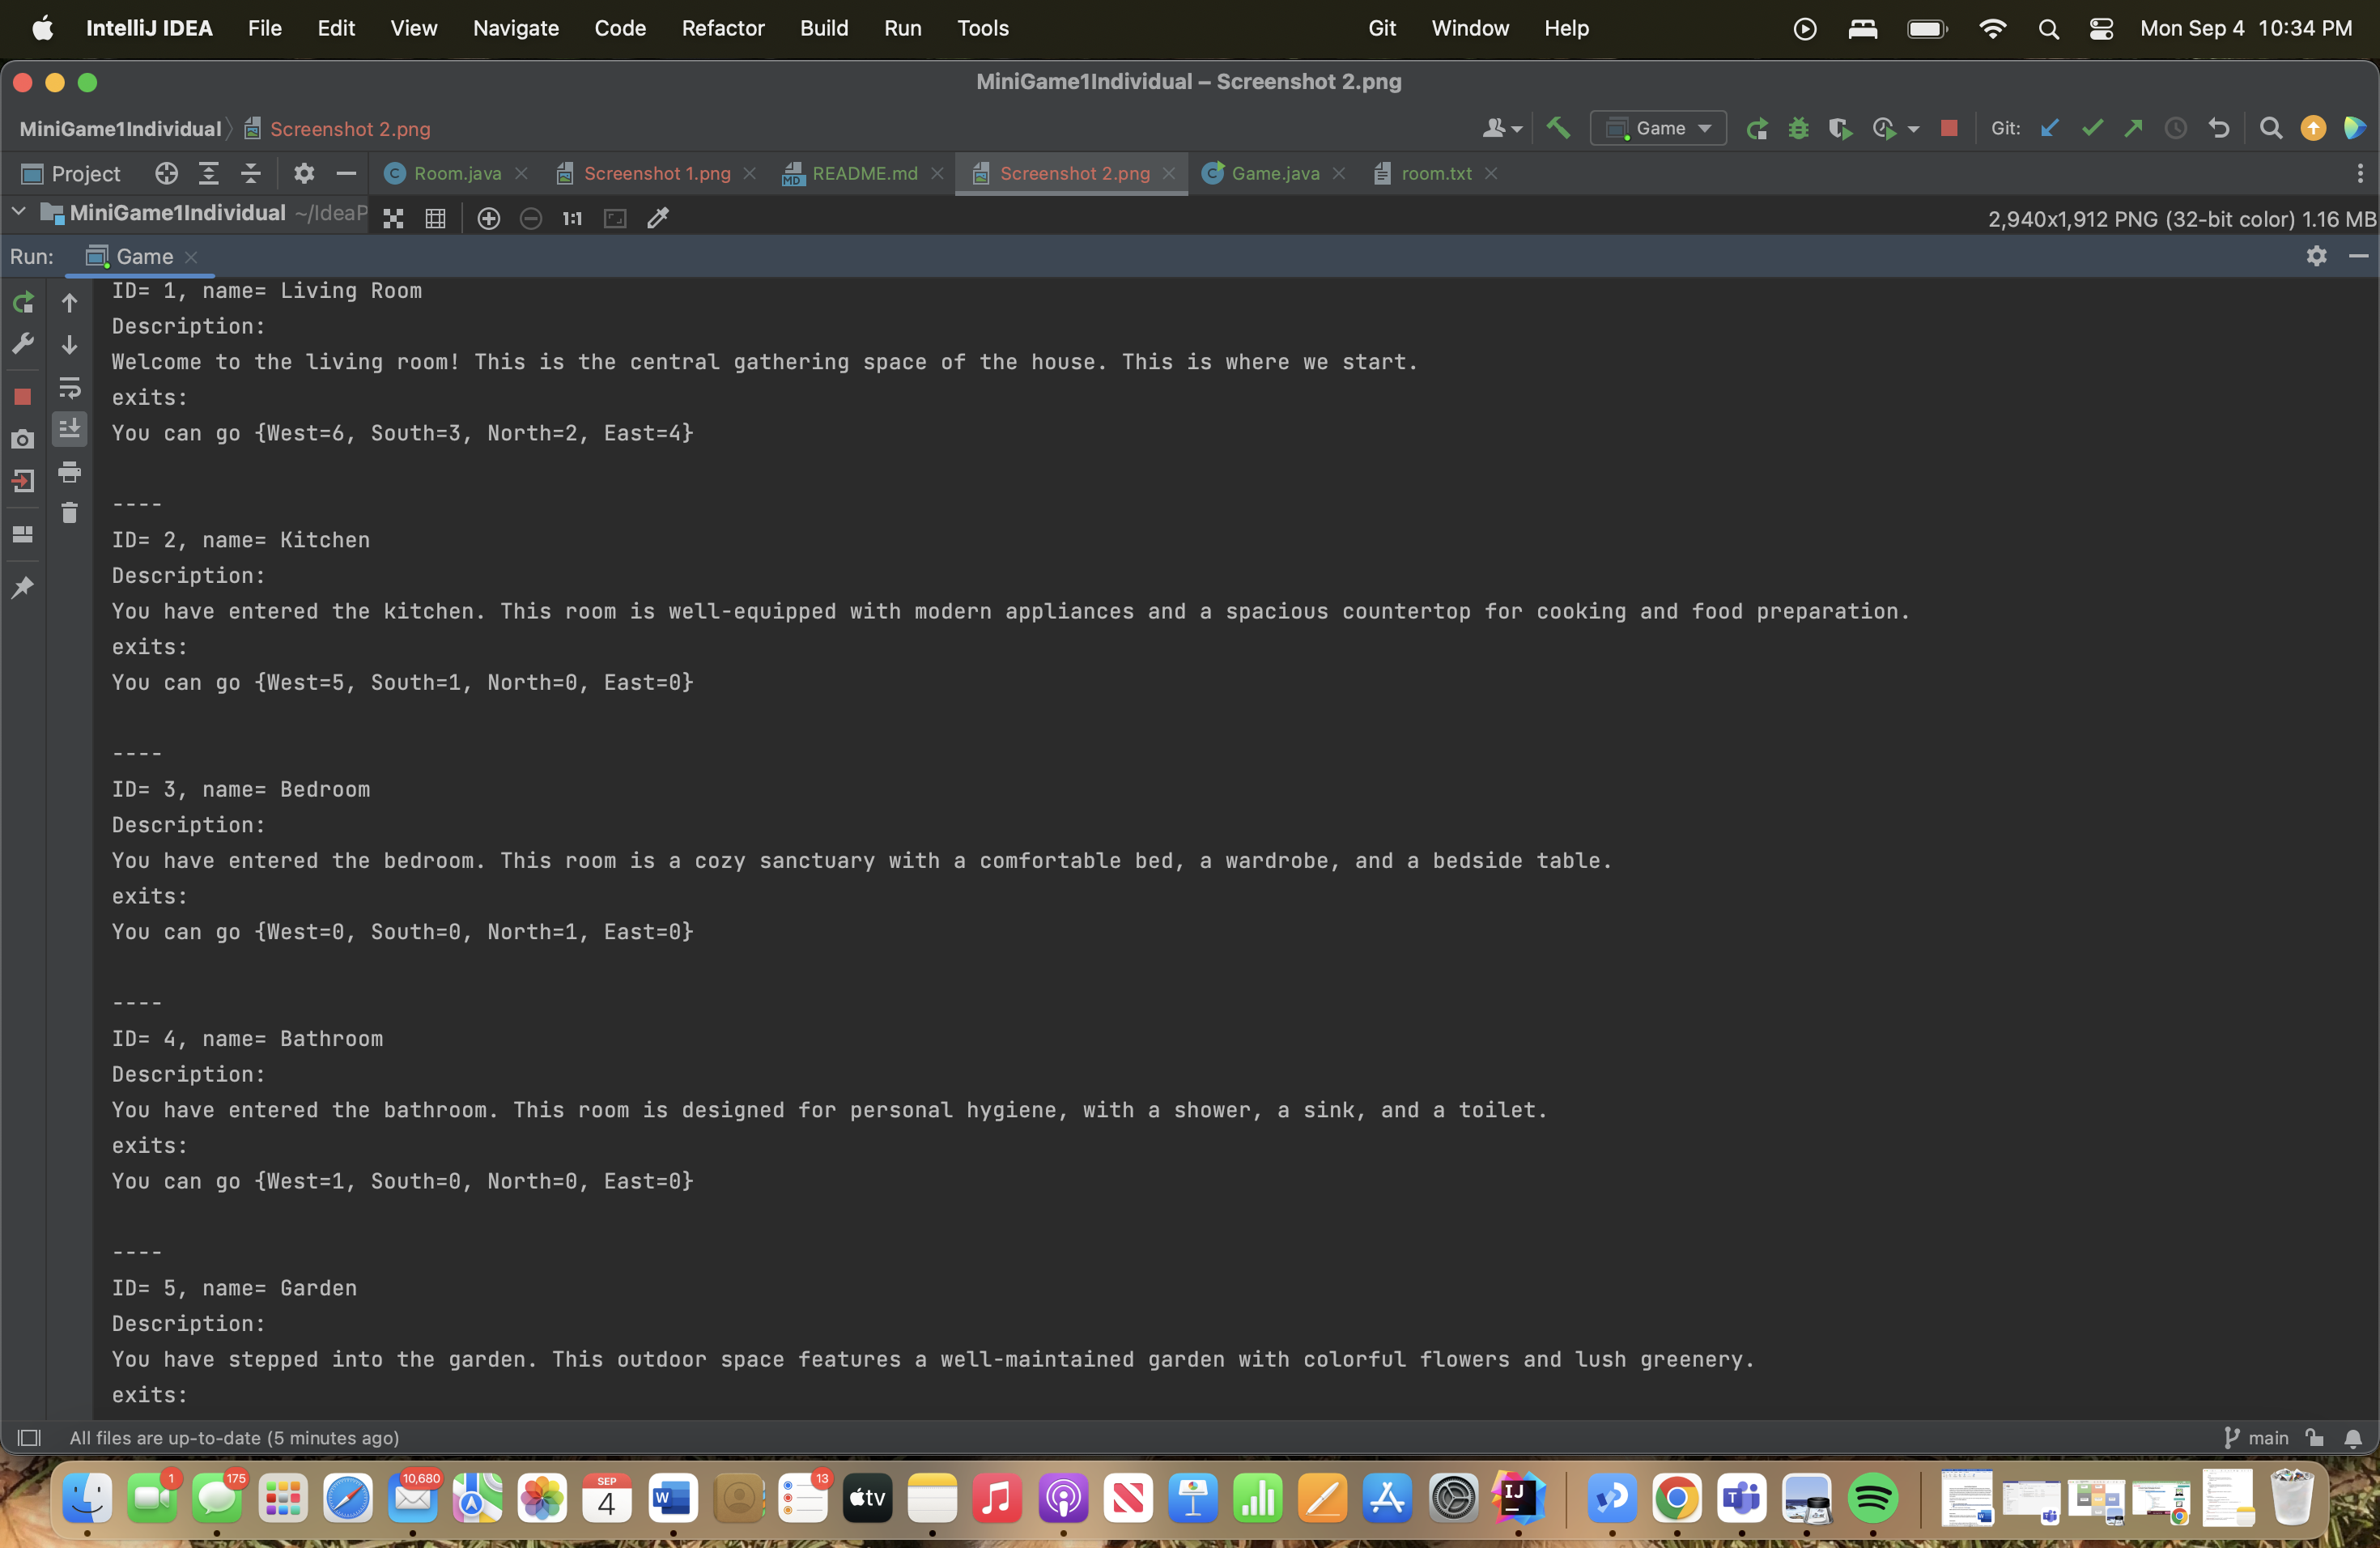 IntelliJ IDEA File Edit View Navigate Code Refactor Build Run Tools Git Window Help Mon Sep 4 10:34 PM
MiniGame1Individual – Screenshot 2.png
MiniGame1Individual Screenshot 2.png Game Git:
Project Room.java Screenshot 1.png README.md Screenshot 2.png Game.java room.txt
MiniGame1Individual ~/IdeaP 1:1 2,940x1,912 PNG (32-bit color) 1.16 MB
Run: Game
ID= 1, name= Living Room
Description:
Welcome to the living room! This is the central gathering space of the house. This is where we start.
exits:
You can go {West=6, South=3, North=2, East=4}
----
ID= 2, name= Kitchen
Description:
You have entered the kitchen. This room is well-equipped with modern appliances and a spacious countertop for cooking and food preparation.
exits:
You can go {West=5, South=1, North=0, East=0}
----
ID= 3, name= Bedroom
Description:
You have entered the bedroom. This room is a cozy sanctuary with a comfortable bed, a wardrobe, and a bedside table.
exits:
You can go {West=0, South=0, North=1, East=0}
----
ID= 4, name= Bathroom
Description:
You have entered the bathroom. This room is designed for personal hygiene, with a shower, a sink, and a toilet.
exits:
You can go {West=1, South=0, North=0, East=0}
----
ID= 5, name= Garden
Description:
You have stepped into the garden. This outdoor space features a well-maintained garden with colorful flowers and lush greenery.
exits:
All files are up-to-date (5 minutes ago) main
1 175 10,680 SEP 4 W 13 tv IJ T